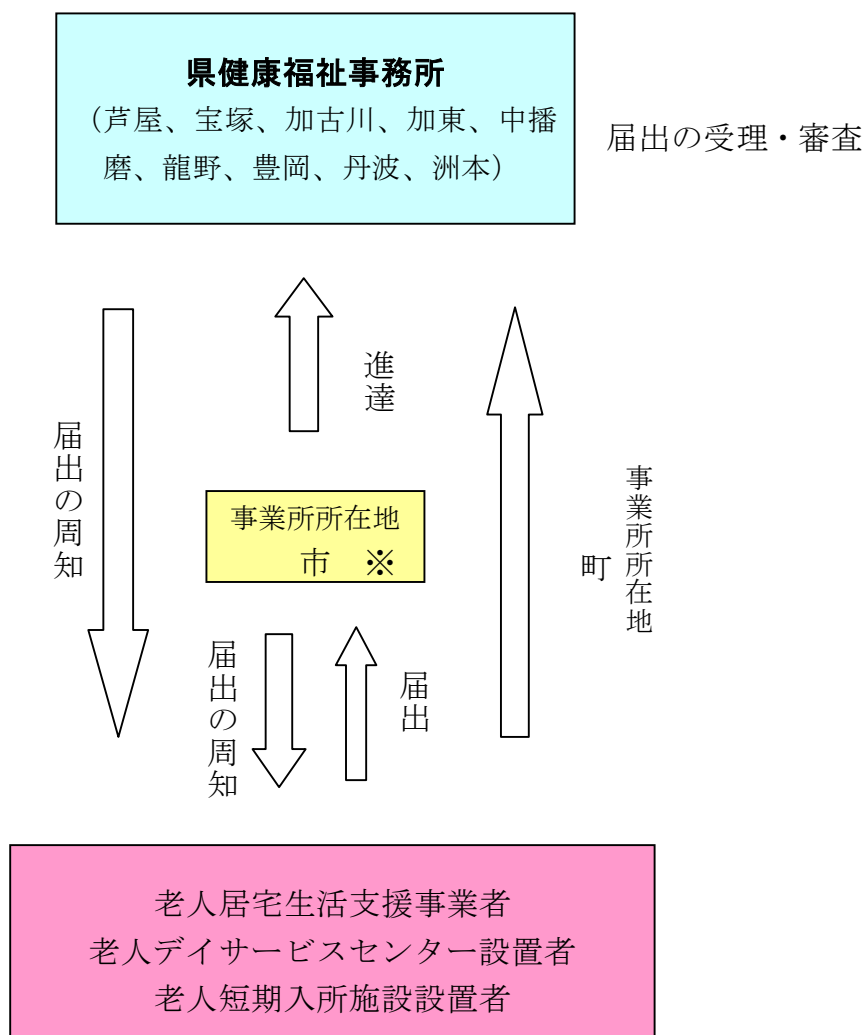 県健康福祉事務所
（芦屋、宝塚、加古川、加東、中播
磨、龍野、豊岡、丹波、洲本）
届出の受理・審査
進達
届出の周知
事業所所在地
市　※
事業所所在地
町
届出の周知
届出
老人居宅生活支援事業者
老人デイサービスセンター設置者
老人短期入所施設設置者